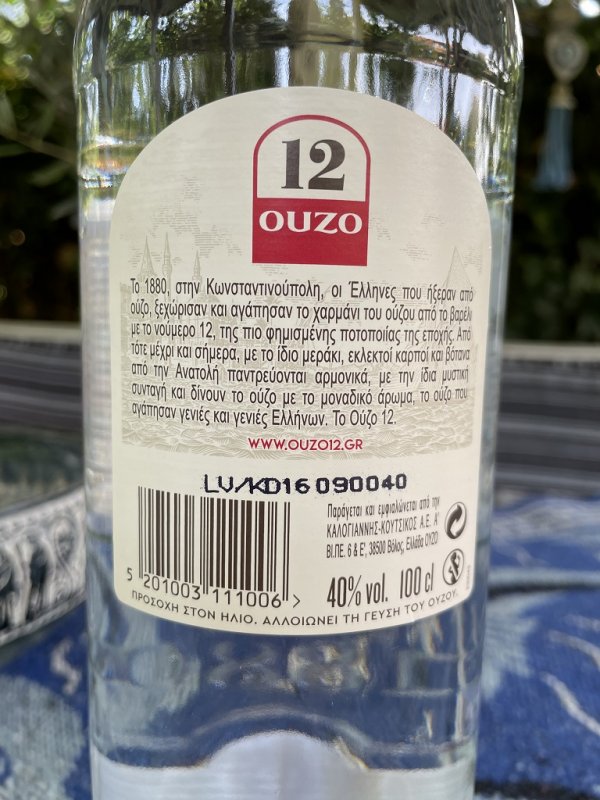 12
OUZO
Το 1880, στην Κωνσταντινούπολη, οι Έλληνες που ήξεραν από
ούζο, ξεχώρισαν και αγάπησαν το χαρμάνι του ούζου από το βαρέλι
με το νούμερο 12, της πιο φημισμένης ποτοποιίας της εποχής. Από
τότε μέχρι και σήμερα, με το ίδιο μεράκι, εκλεκτοί καρποί και βότανα
από την Ανατολή παντρεύονται αρμονικά, με την ίδια μυστική
συνταγή και δίνουν το ούζο με το μοναδικό άρωμα, το ούζο που
αγάπησαν γενιές και γενιές Ελλήνων. Το Ούζο 12.
WWW.OUZO12.GR
LV/KD16 090040
Παράγεται και εμφιαλώνεται από την
ΚΑΛΟΓΙΑΝΝΗΣ-ΚΟΥΤΣΙΚΟΣ Α.Ε. Α'
ΒΙ.ΠΕ. 6 & Ε', 38500 Βόλος, Ελλάδα ΟΥΖΟ
40% vol. 100 cl
5 201003 111006 >
ΠΡΟΣΟΧΗ ΣΤΟΝ ΗΛΙΟ. ΑΛΛΟΙΩΝΕΙ ΤΗ ΓΕΥΣΗ ΤΟΥ ΟΥΖΟΥ.